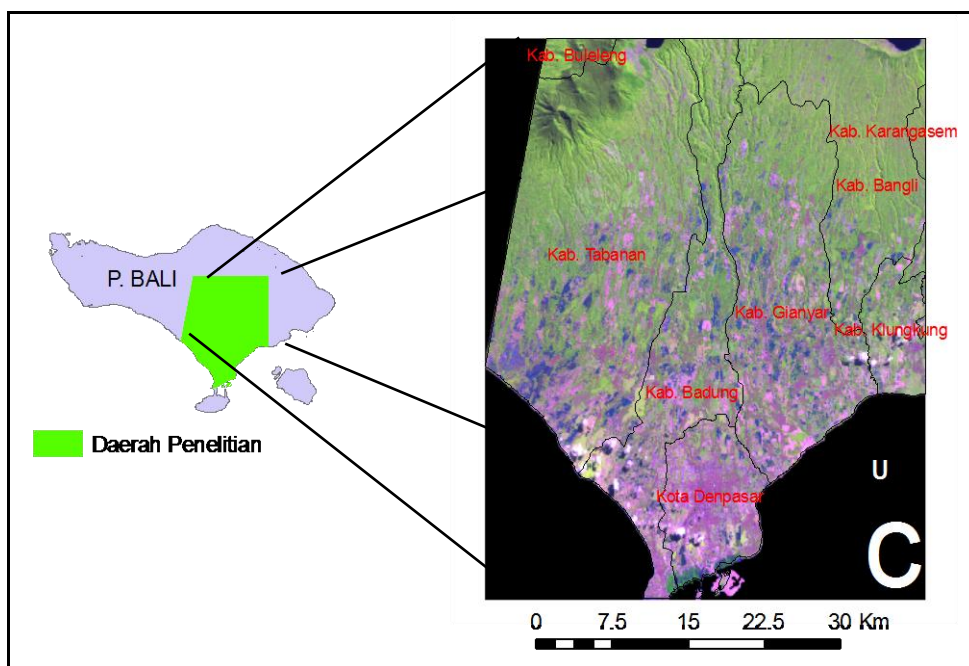 P. BALI
Daerah Penelitian
Kab. Buleleng
Kab. Karangasem
Kab. Bangli
Kab. Tabanan
Kab. Gianyar
Kab. Klungkung
Kab. Badung
Kota Denpasar
U
C
0 7.5 15 22.5 30 Km